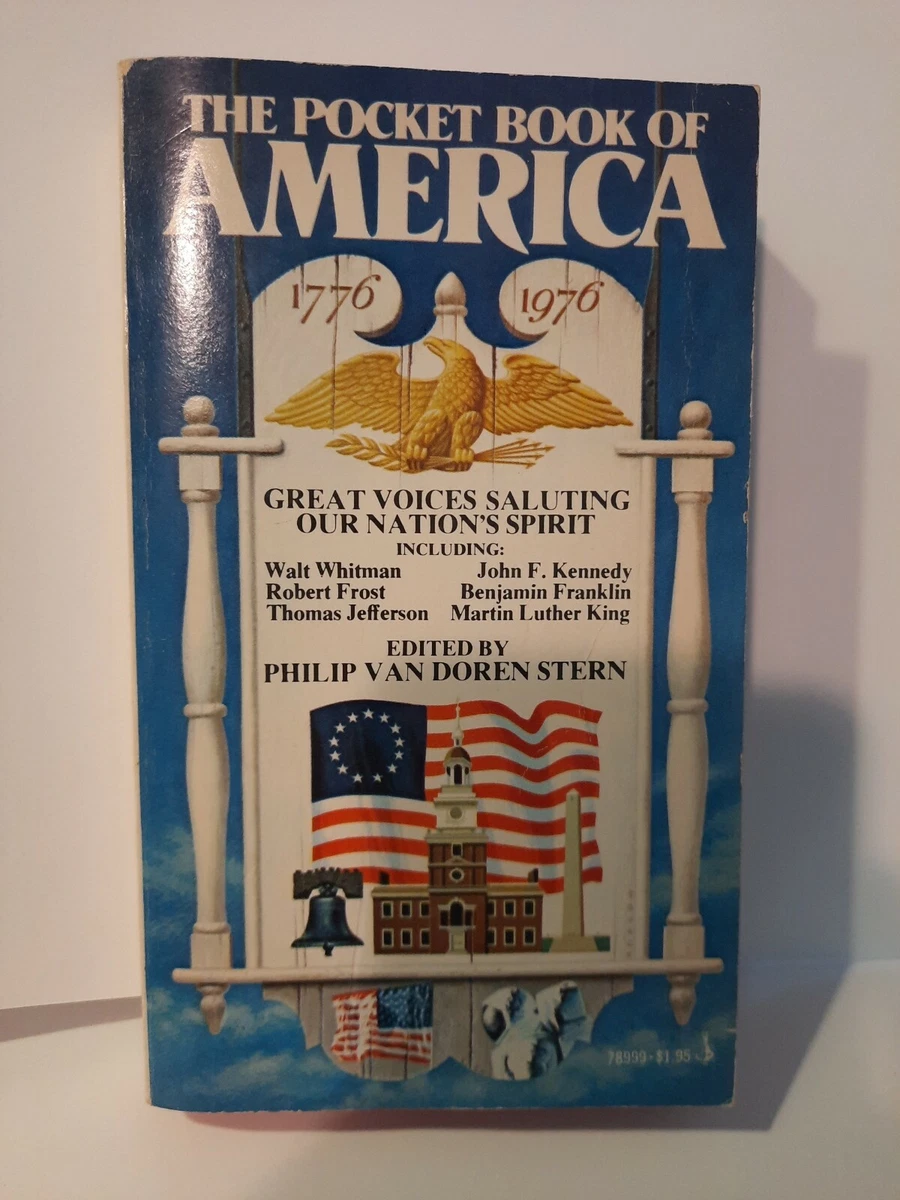 THE POCKET BOOK OF
AMERICA
1776 1976
GREAT VOICES SALUTING
OUR NATION'S SPIRIT
INCLUDING:
Walt Whitman John F. Kennedy
Robert Frost Benjamin Franklin
Thomas Jefferson Martin Luther King
EDITED BY
PHILIP VAN DOREN STERN
78999·$1.95